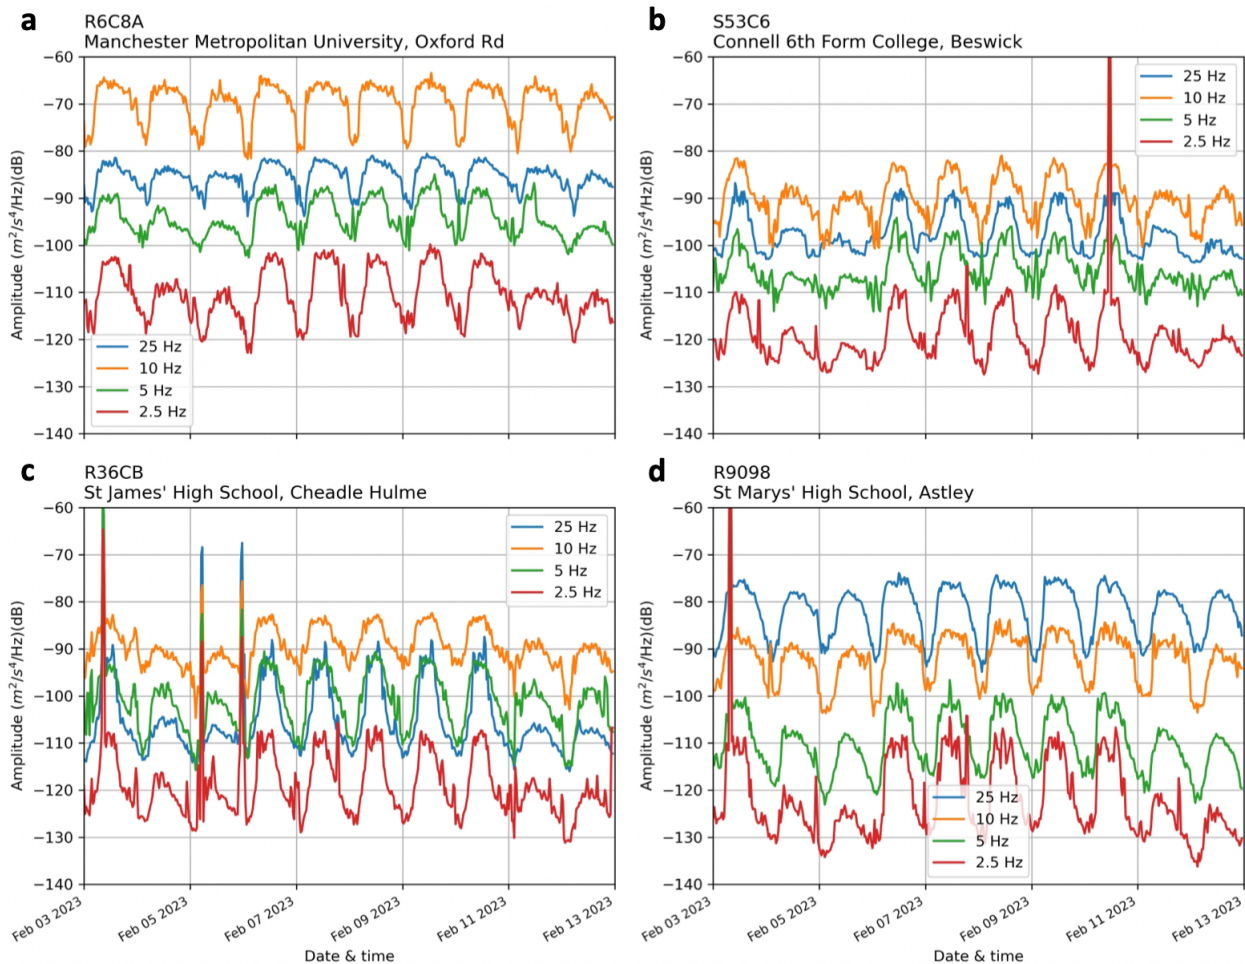 a
R6C8A
Manchester Metropolitan University, Oxford Rd
−60
−70
−80
−90
−100
−110
−120
−130
−140
Amplitude (m²/s⁴/Hz)(dB)
25 Hz
10 Hz
5 Hz
2.5 Hz
b
S53C6
Connell 6th Form College, Beswick
−60
−70
−80
−90
−100
−110
−120
−130
−140
Amplitude (m²/s⁴/Hz)(dB)
25 Hz
10 Hz
5 Hz
2.5 Hz
c
R36CB
St James' High School, Cheadle Hulme
−60
−70
−80
−90
−100
−110
−120
−130
−140
Amplitude (m²/s⁴/Hz)(dB)
25 Hz
10 Hz
5 Hz
2.5 Hz
Feb 03 2023
Feb 05 2023
Feb 07 2023
Feb 09 2023
Feb 11 2023
Feb 13 2023
Date & time
d
R9098
St Marys' High School, Astley
−60
−70
−80
−90
−100
−110
−120
−130
−140
Amplitude (m²/s⁴/Hz)(dB)
25 Hz
10 Hz
5 Hz
2.5 Hz
Feb 03 2023
Feb 05 2023
Feb 07 2023
Feb 09 2023
Feb 11 2023
Feb 13 2023
Date & time